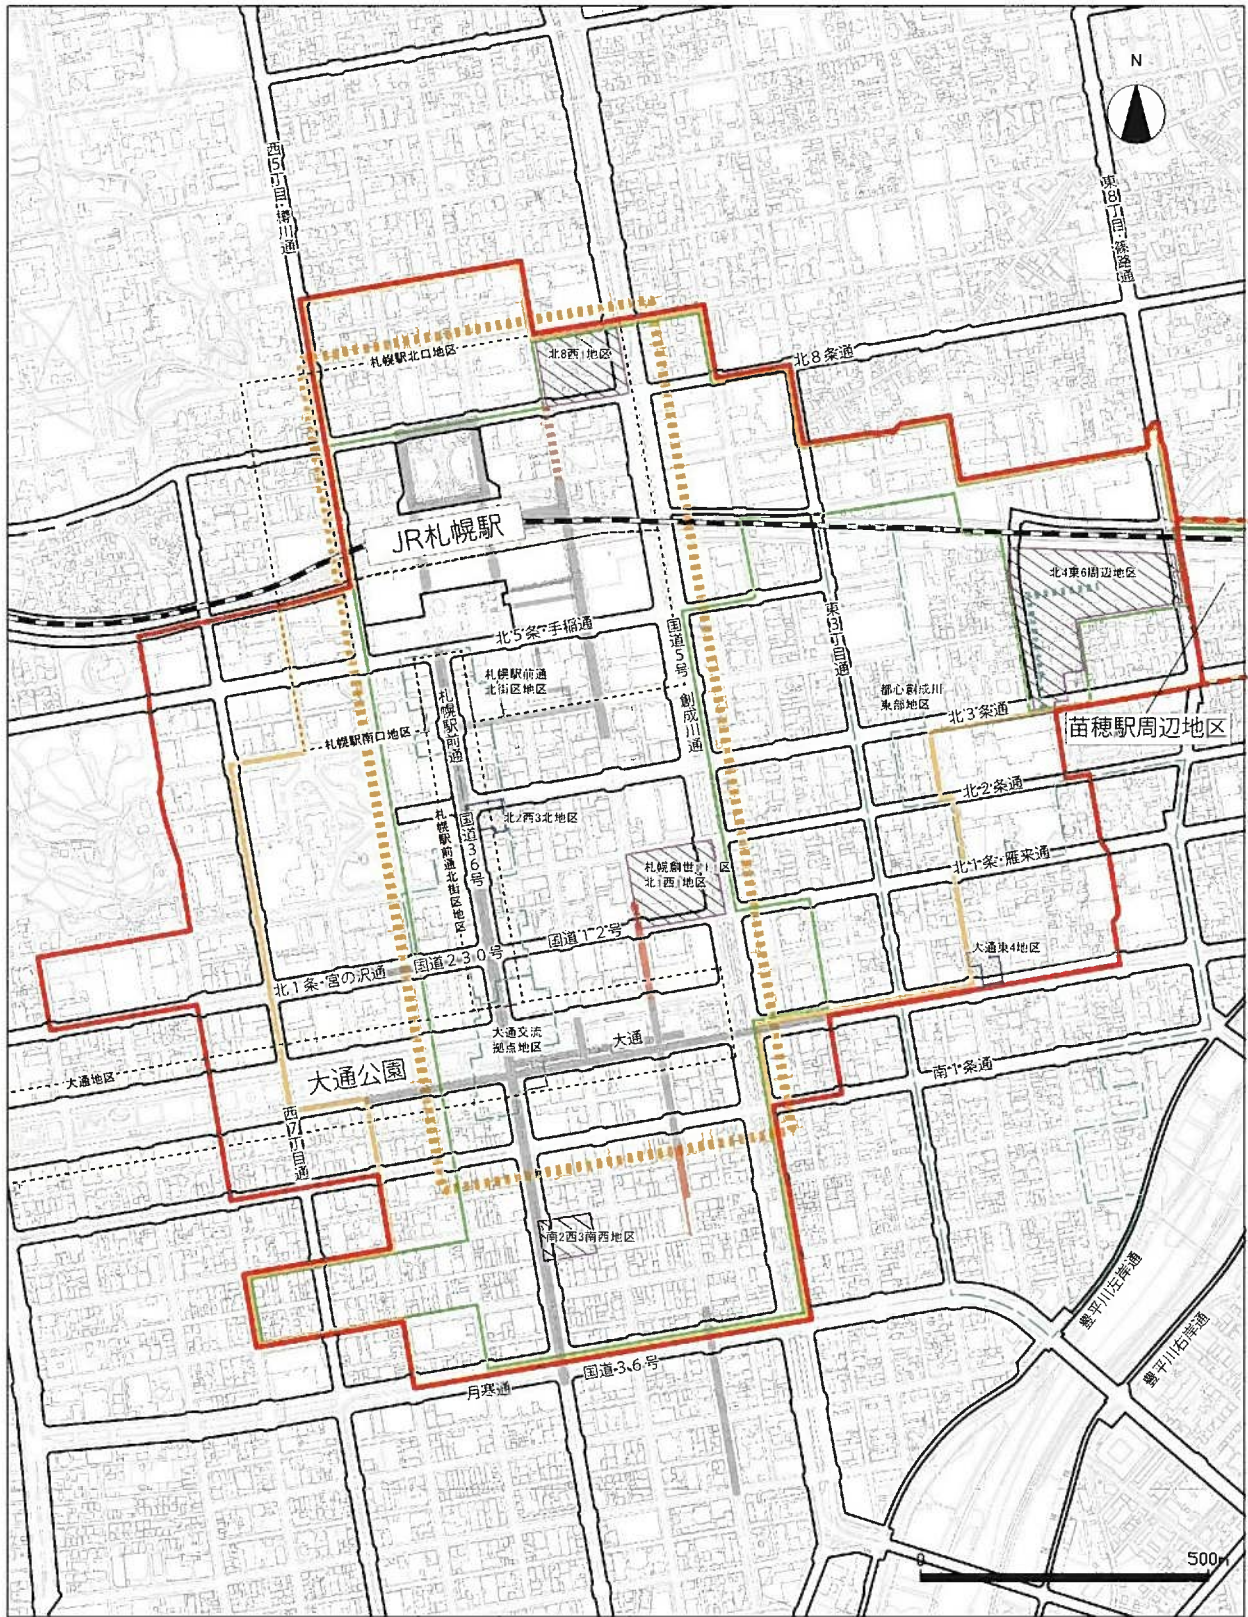 N
西5丁目・樽川通
東8丁目・篠路通
札幌駅北口地区
北8西1地区
北8条通
JR札幌駅
北4東6周辺地区
北5条・手稲通
国道5号
創成川通
東3丁目通
札幌駅前通
北街区地区
都心創成川
東部地区
北3条通
苗穂駅周辺地区
札幌駅南口地区
札幌駅前通
北2条通
国道36号
北2西3北地区
札幌駅前通北街区地区
北1条・雁来通
札幌創世1.1.1区
北1西1地区
国道12号
国道230号
北1条・宮の沢通
大通東4地区
大通交流
拠点地区
大通
大通地区
大通公園
南1条通
西7丁目通
南2西3南西地区
豊平川左岸通
豊平川右岸通
国道36号
月寒通
0
500m